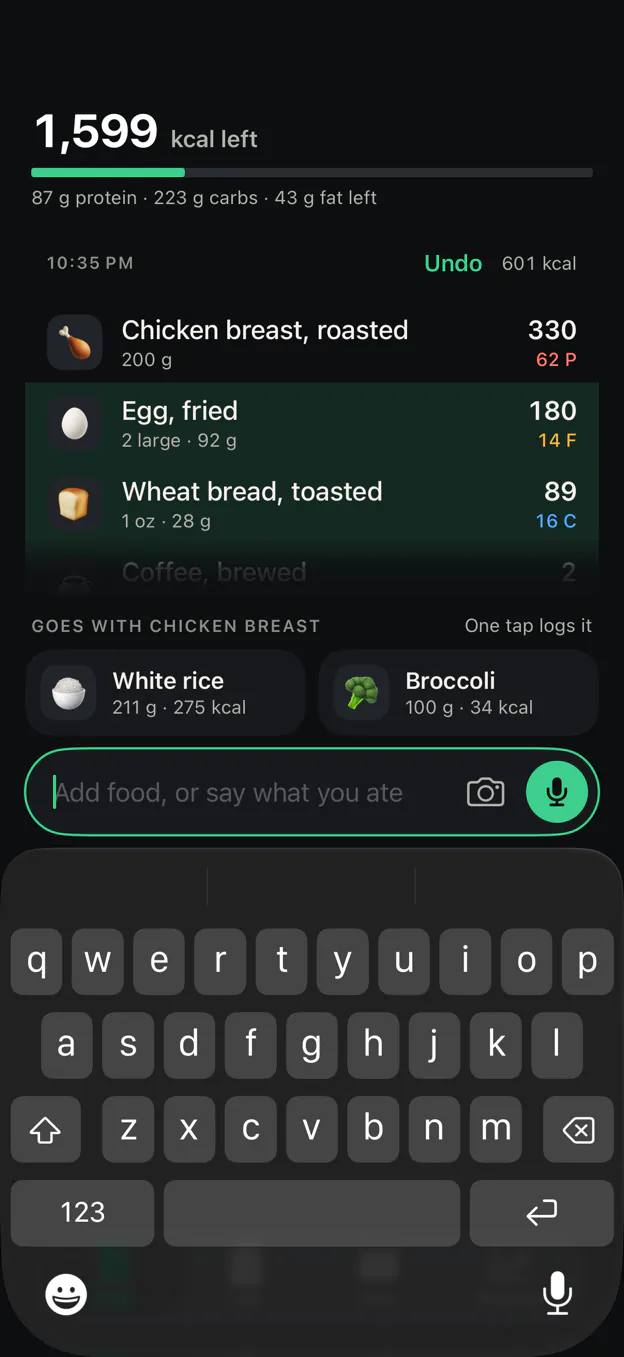 1,599 kcal left
87 g protein · 223 g carbs · 43 g fat left
10:35 PM Undo 601 kcal
Chicken breast, roasted 330
200 g 62 P
Egg, fried 180
2 large · 92 g 14 F
Wheat bread, toasted 89
1 oz · 28 g 16 C
Coffee, brewed 2
GOES WITH CHICKEN BREAST One tap logs it
White rice
211 g · 275 kcal
Broccoli
100 g · 34 kcal
Add food, or say what you ate
q w e r t y u i o p
a s d f g h j k l
z x c v b n m
123